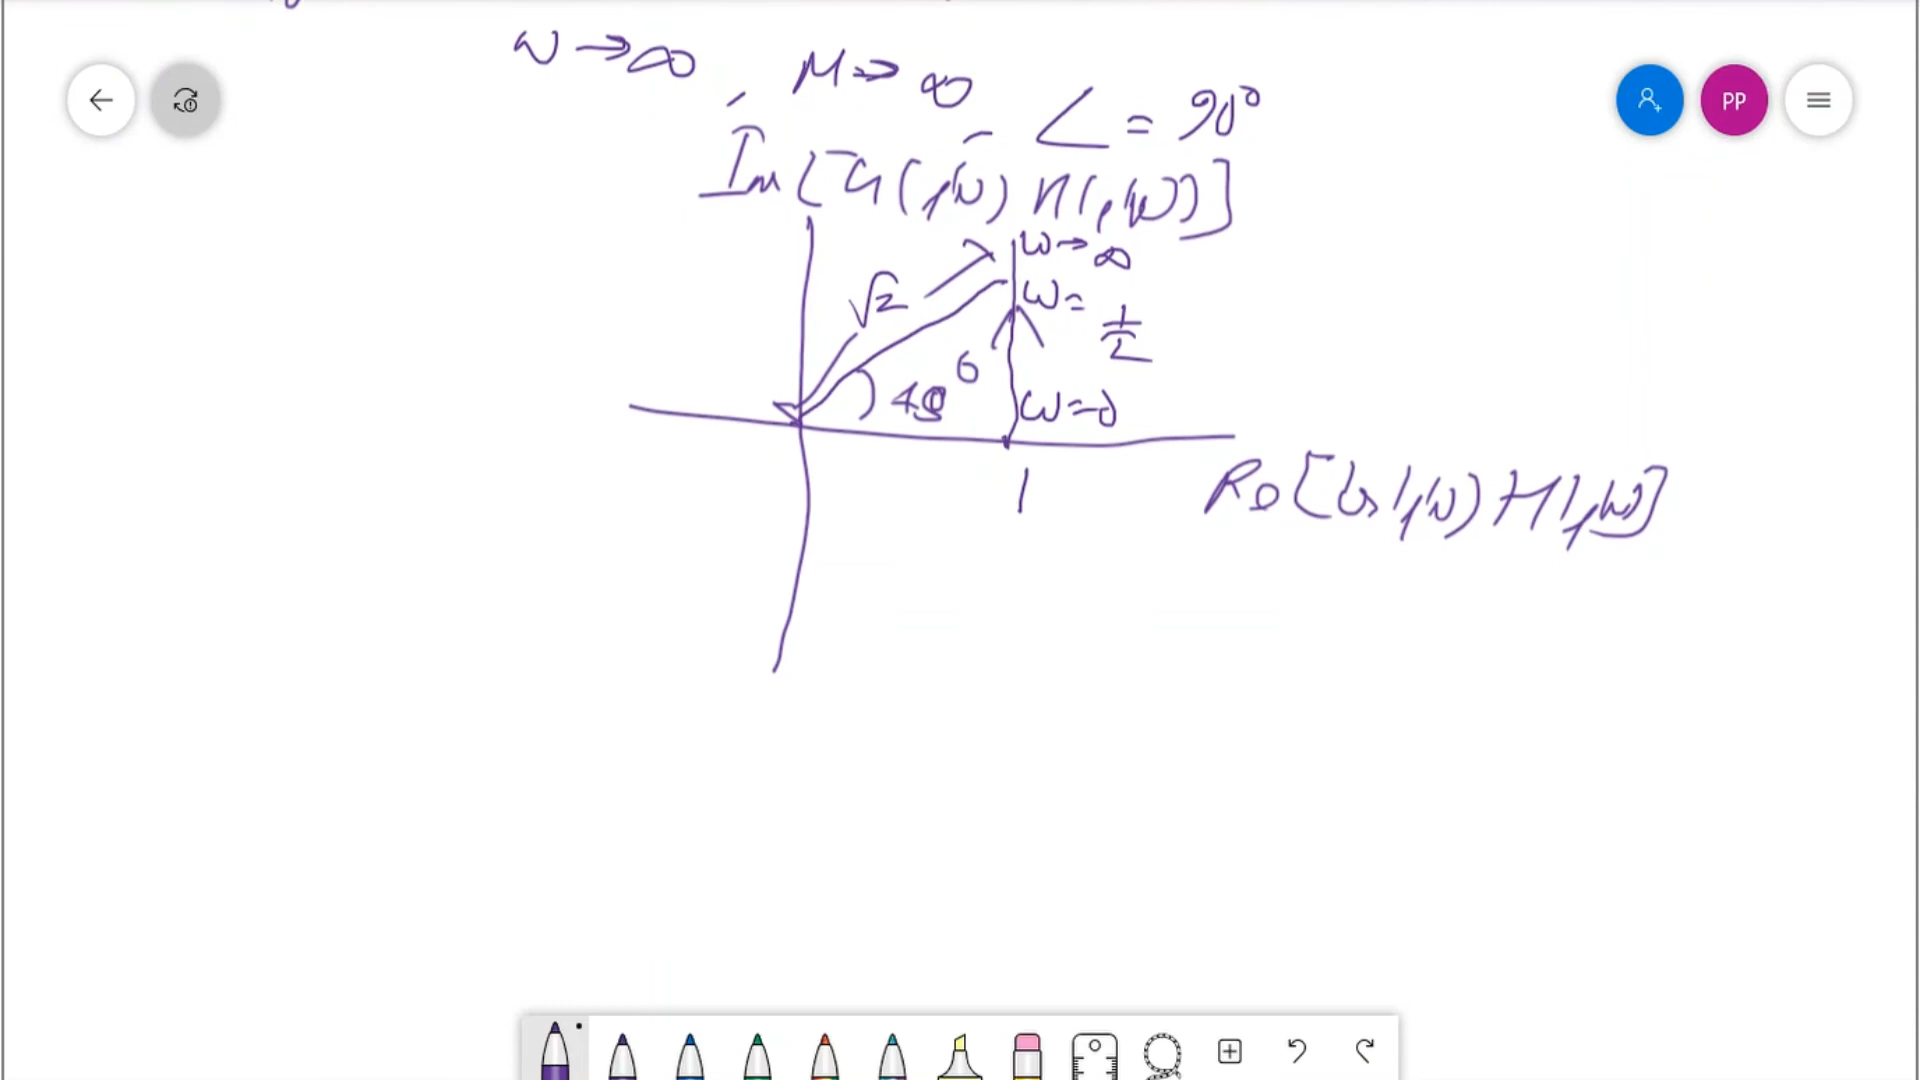 ω → ∞, M → ∞ ∠ = 90°
Im [G(jω) H(jω)]
ω → ∞
√2
ω = 1/2
45°
ω = 0
1
Re [G(jω) H(jω)]
PP